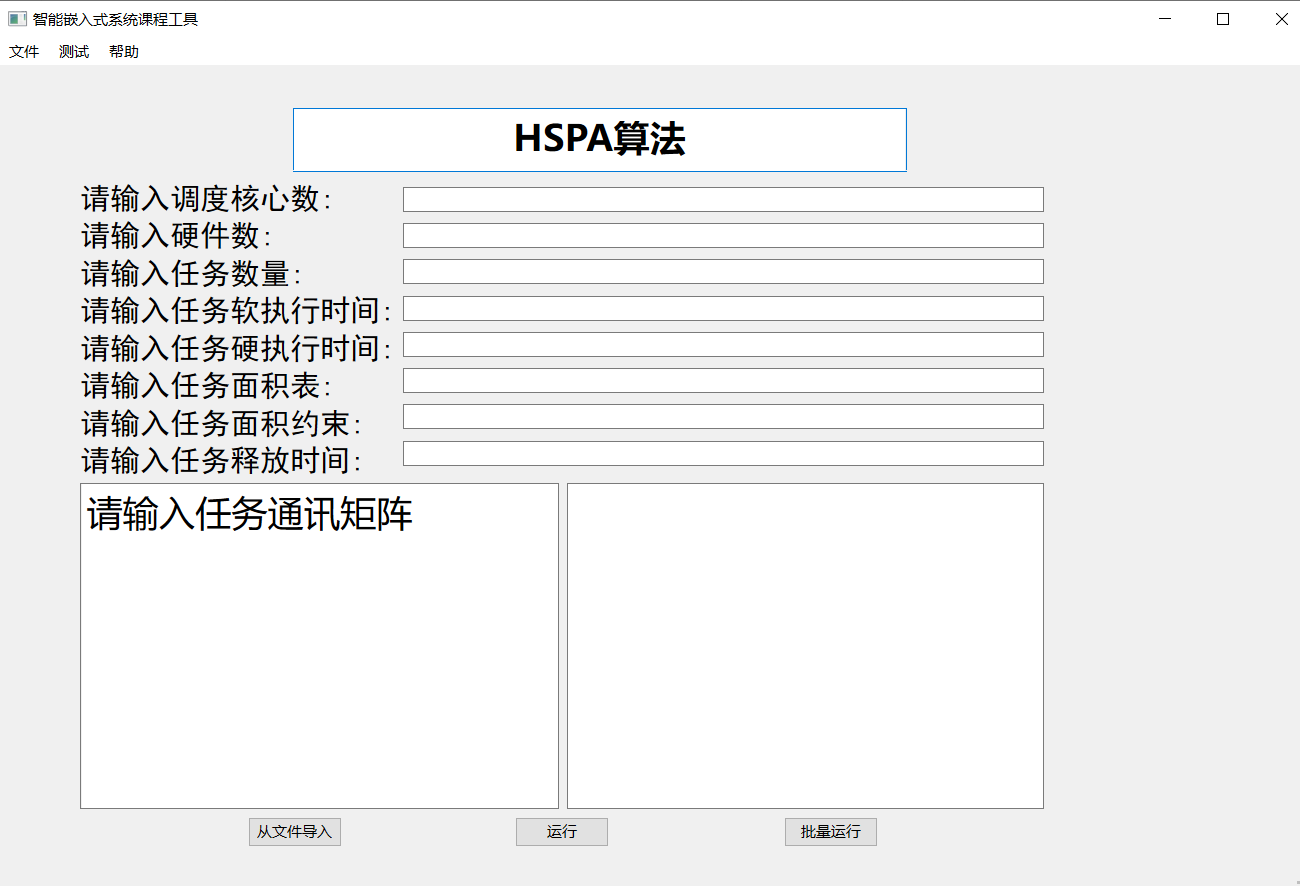 智能嵌入式系统课程工具
文件 测试 帮助
HSPA算法
请输入调度核心数:
请输入硬件数:
请输入任务数量:
请输入任务软执行时间:
请输入任务硬执行时间:
请输入任务面积表:
请输入任务面积约束:
请输入任务释放时间:
请输入任务通讯矩阵
从文件导入 运行 批量运行